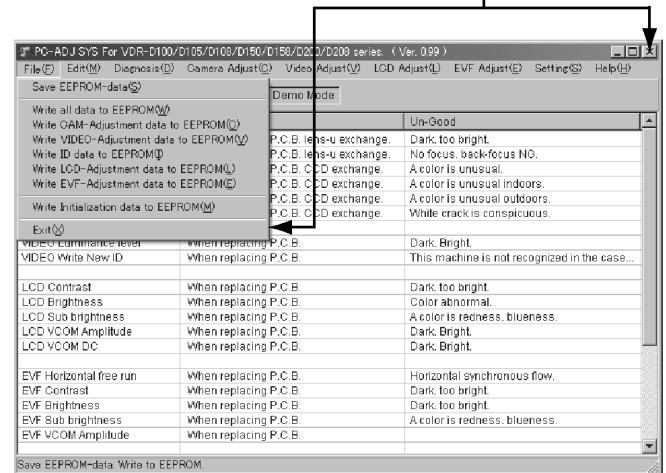 PC-ADJ SYS For VDR-D100/D105/D108/D150/D158/D200/D208 series. ( Ver. 0.99 )
File(F) Edit(M) Diagnosis(D) Camera Adjust(C) Video Adjust(V) LCD Adjust(L) EVF Adjust(E) Setting(S) Help(H)
Save EEPROM-data(S)
Demo Mode
Write all data to EEPROM(W)
Write CAM-Adjustment data to EEPROM(C)
Write VIDEO-Adjustment data to EEPROM(V)
Write ID data to EEPROM(I)
Write LCD-Adjustment data to EEPROM(L)
Write EVF-Adjustment data to EEPROM(E)
Write Initialization data to EEPROM(M)
Exit(X)
Un-Good
P.C.B. lens-u exchange. Dark. too bright.
P.C.B. lens-u exchange. No focus. back-focus NG.
P.C.B. CCD exchange. A color is unusual.
P.C.B. CCD exchange. A color is unusual indoors.
P.C.B. CCD exchange. A color is unusual outdoors.
P.C.B. CCD exchange. White crack is conspicuous.
VIDEO Luminance level When replacing P.C.B. Dark. Bright.
VIDEO Write New ID When replacing P.C.B. This machine is not recognized in the case...
LCD Contrast When replacing P.C.B. Dark. too bright.
LCD Brightness When replacing P.C.B. Color abnormal.
LCD Sub brightness When replacing P.C.B. A color is redness. blueness.
LCD VCOM Amplitude When replacing P.C.B. Dark. Bright.
LCD VCOM DC When replacing P.C.B. Dark. Bright.
EVF Horizontal free run When replacing P.C.B. Horizontal synchronous flow.
EVF Contrast When replacing P.C.B. Dark. too bright.
EVF Brightness When replacing P.C.B. Dark. too bright.
EVF Sub brightness When replacing P.C.B. A color is redness. blueness.
EVF VCOM Amplitude When replacing P.C.B.
Save EEPROM-data. Write to EEPROM.